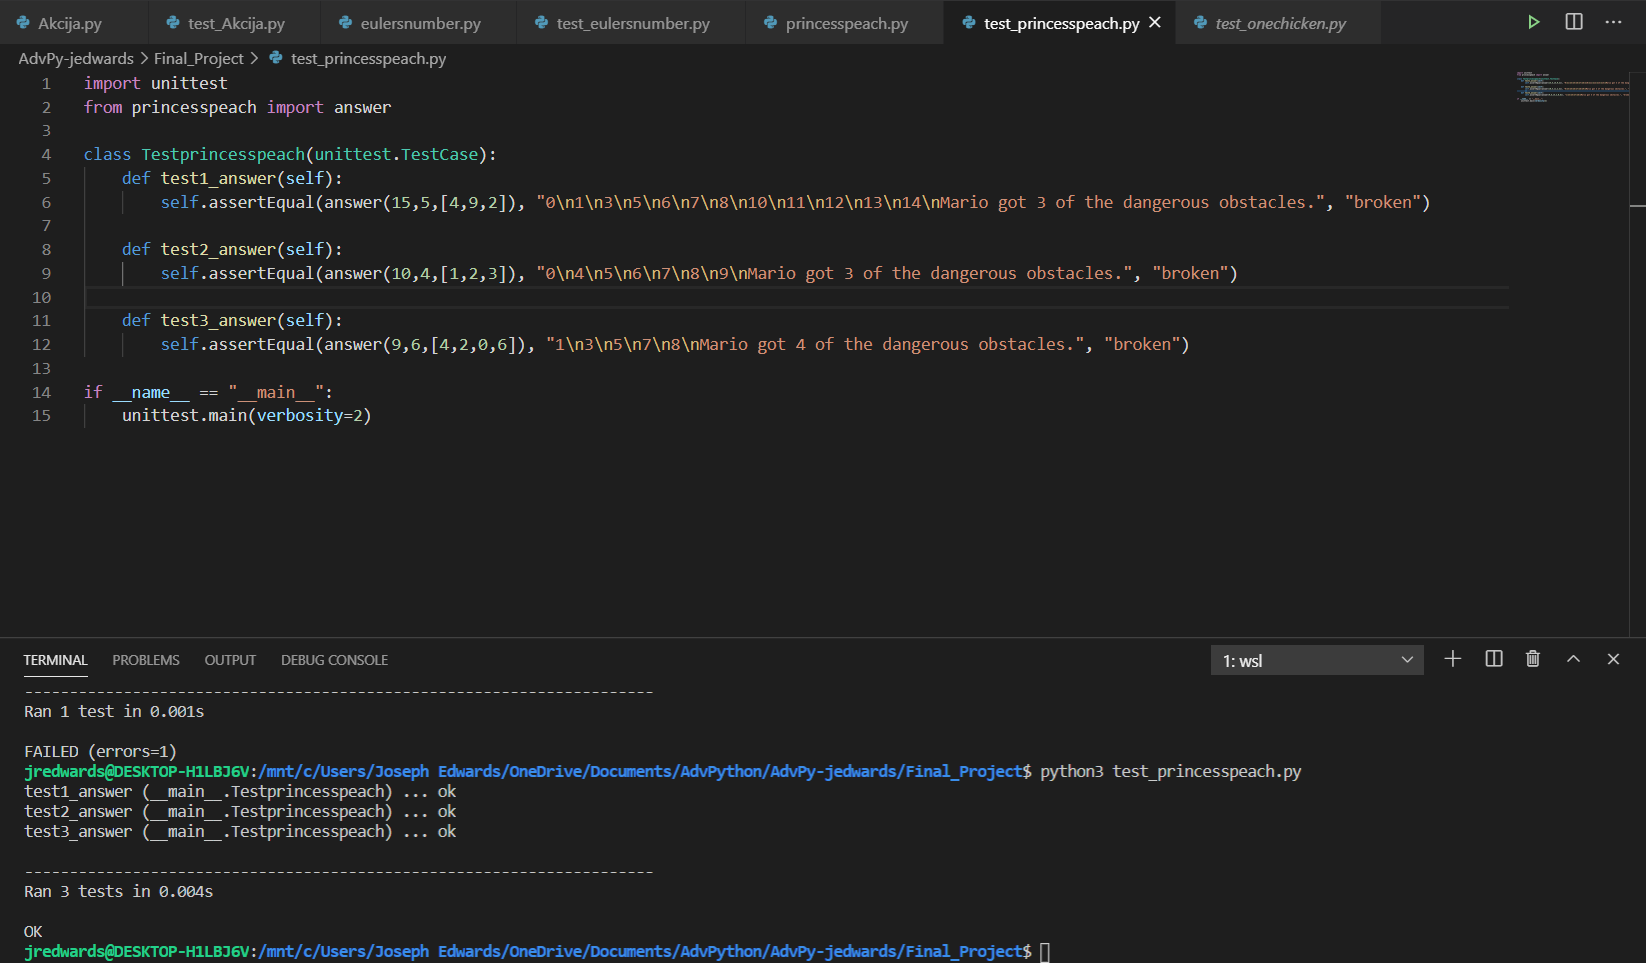 Akcija.py test_Akcija.py eulersnumber.py test_eulersnumber.py princesspeach.py test_princesspeach.py test_onechicken.py
AdvPy-jedwards > Final_Project > test_princesspeach.py
1 import unittest
2 from princesspeach import answer
3
4 class Testprincesspeach(unittest.TestCase):
5     def test1_answer(self):
6         self.assertEqual(answer(15,5,[4,9,2]), "0\n1\n3\n5\n6\n7\n8\n10\n11\n12\n13\n14\nMario got 3 of the dangerous obstacles.", "broken")
7
8     def test2_answer(self):
9         self.assertEqual(answer(10,4,[1,2,3]), "0\n4\n5\n6\n7\n8\n9\nMario got 3 of the dangerous obstacles.", "broken")
10
11     def test3_answer(self):
12         self.assertEqual(answer(9,6,[4,2,0,6]), "1\n3\n5\n7\n8\nMario got 4 of the dangerous obstacles.", "broken")
13
14 if __name__ == "__main__":
15     unittest.main(verbosity=2)
TERMINAL PROBLEMS OUTPUT DEBUG CONSOLE 1: wsl
----------------------------------------------------------------------
Ran 1 test in 0.001s
FAILED (errors=1)
jredwards@DESKTOP-H1LBJ6V:/mnt/c/Users/Joseph Edwards/OneDrive/Documents/AdvPython/AdvPy-jedwards/Final_Project$ python3 test_princesspeach.py
test1_answer (__main__.Testprincesspeach) ... ok
test2_answer (__main__.Testprincesspeach) ... ok
test3_answer (__main__.Testprincesspeach) ... ok
----------------------------------------------------------------------
Ran 3 tests in 0.004s
OK
jredwards@DESKTOP-H1LBJ6V:/mnt/c/Users/Joseph Edwards/OneDrive/Documents/AdvPython/AdvPy-jedwards/Final_Project$